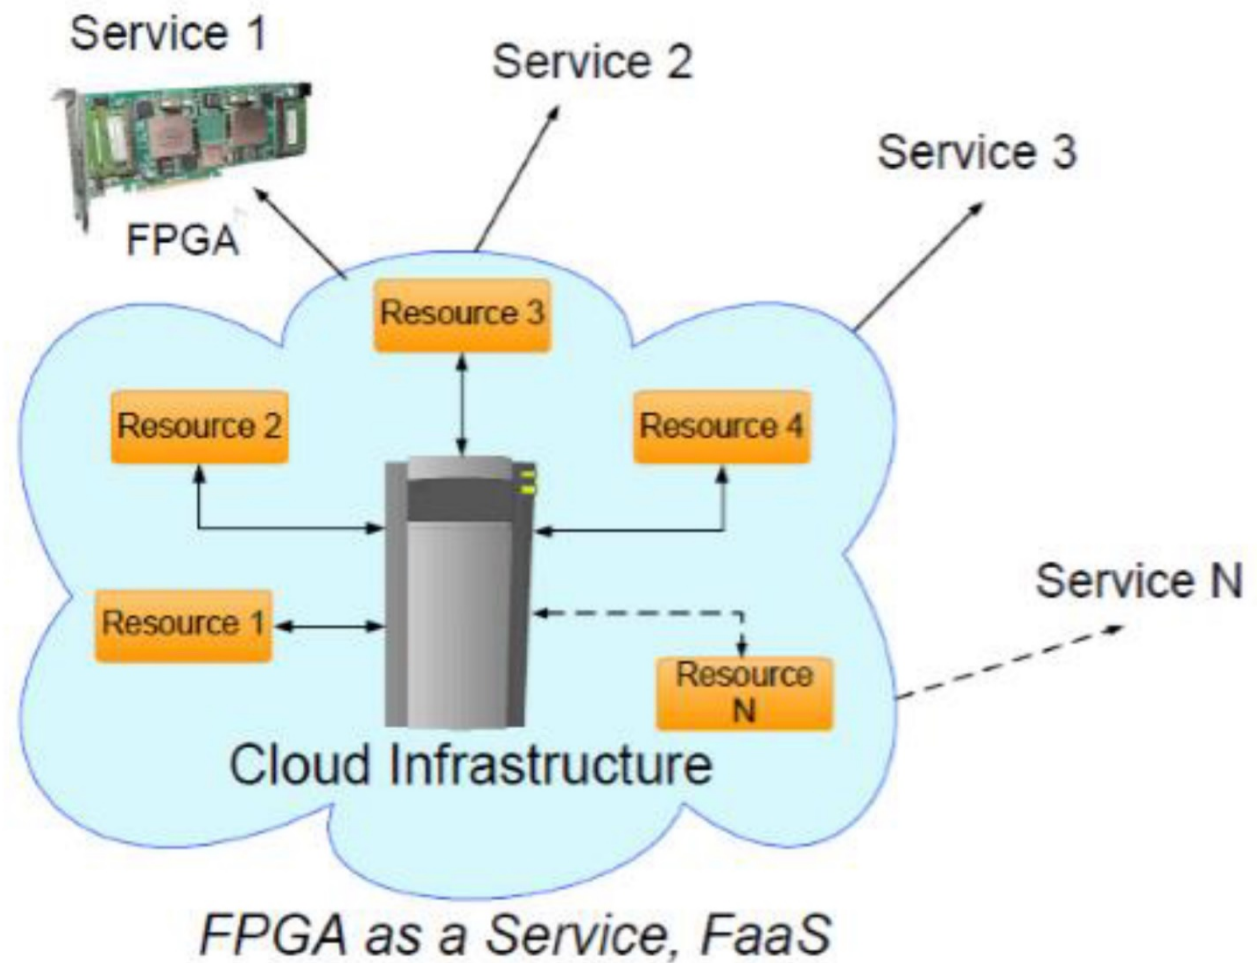 Service 1
Service 2
Service 3
FPGA
Resource 3
Resource 2
Resource 4
Service N
Resource 1
Resource
N
Cloud Infrastructure
FPGA as a Service, FaaS